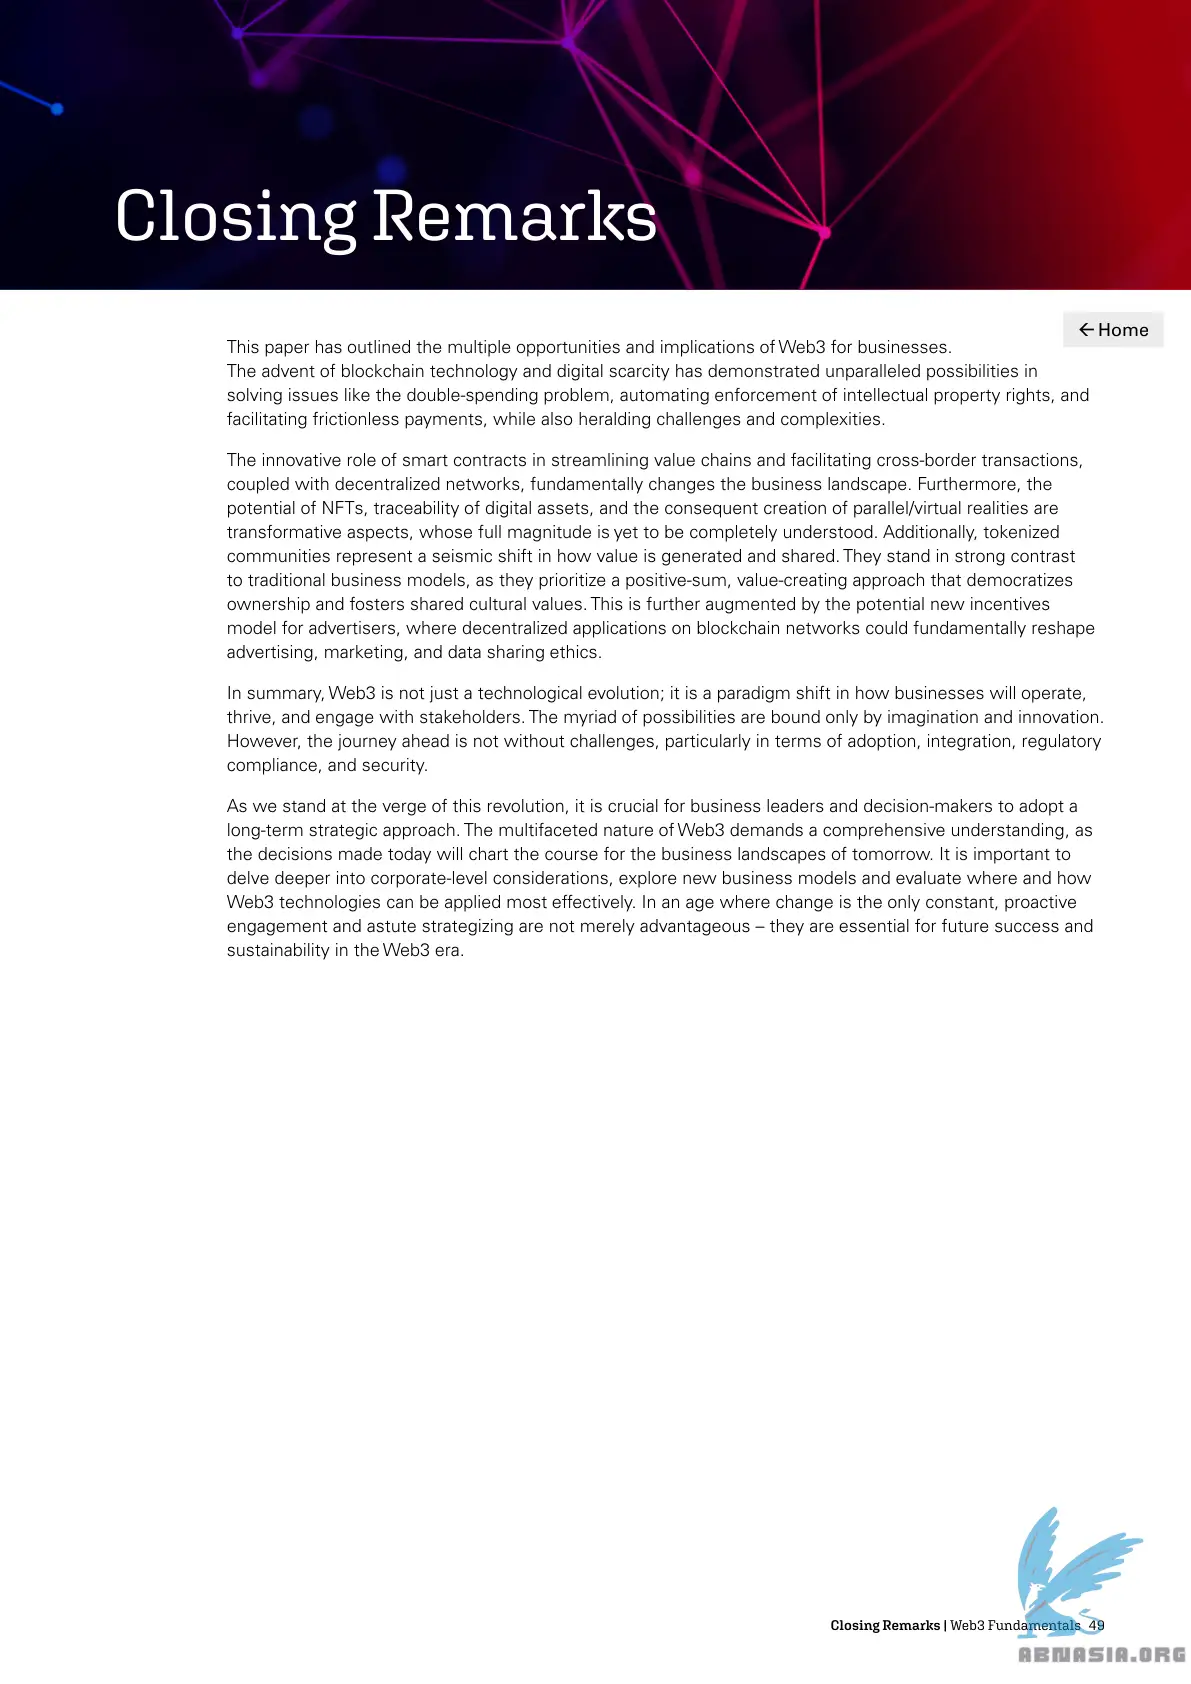 Closing Remarks
← Home
This paper has outlined the multiple opportunities and implications of Web3 for businesses.
The advent of blockchain technology and digital scarcity has demonstrated unparalleled possibilities in
solving issues like the double-spending problem, automating enforcement of intellectual property rights, and
facilitating frictionless payments, while also heralding challenges and complexities.
The innovative role of smart contracts in streamlining value chains and facilitating cross-border transactions,
coupled with decentralized networks, fundamentally changes the business landscape. Furthermore, the
potential of NFTs, traceability of digital assets, and the consequent creation of parallel/virtual realities are
transformative aspects, whose full magnitude is yet to be completely understood. Additionally, tokenized
communities represent a seismic shift in how value is generated and shared. They stand in strong contrast
to traditional business models, as they prioritize a positive-sum, value-creating approach that democratizes
ownership and fosters shared cultural values. This is further augmented by the potential new incentives
model for advertisers, where decentralized applications on blockchain networks could fundamentally reshape
advertising, marketing, and data sharing ethics.
In summary, Web3 is not just a technological evolution; it is a paradigm shift in how businesses will operate,
thrive, and engage with stakeholders. The myriad of possibilities are bound only by imagination and innovation.
However, the journey ahead is not without challenges, particularly in terms of adoption, integration, regulatory
compliance, and security.
As we stand at the verge of this revolution, it is crucial for business leaders and decision-makers to adopt a
long-term strategic approach. The multifaceted nature of Web3 demands a comprehensive understanding, as
the decisions made today will chart the course for the business landscapes of tomorrow. It is important to
delve deeper into corporate-level considerations, explore new business models and evaluate where and how
Web3 technologies can be applied most effectively. In an age where change is the only constant, proactive
engagement and astute strategizing are not merely advantageous – they are essential for future success and
sustainability in the Web3 era.
Closing Remarks | Web3 Fundamentals 49
ABNASIA.ORG